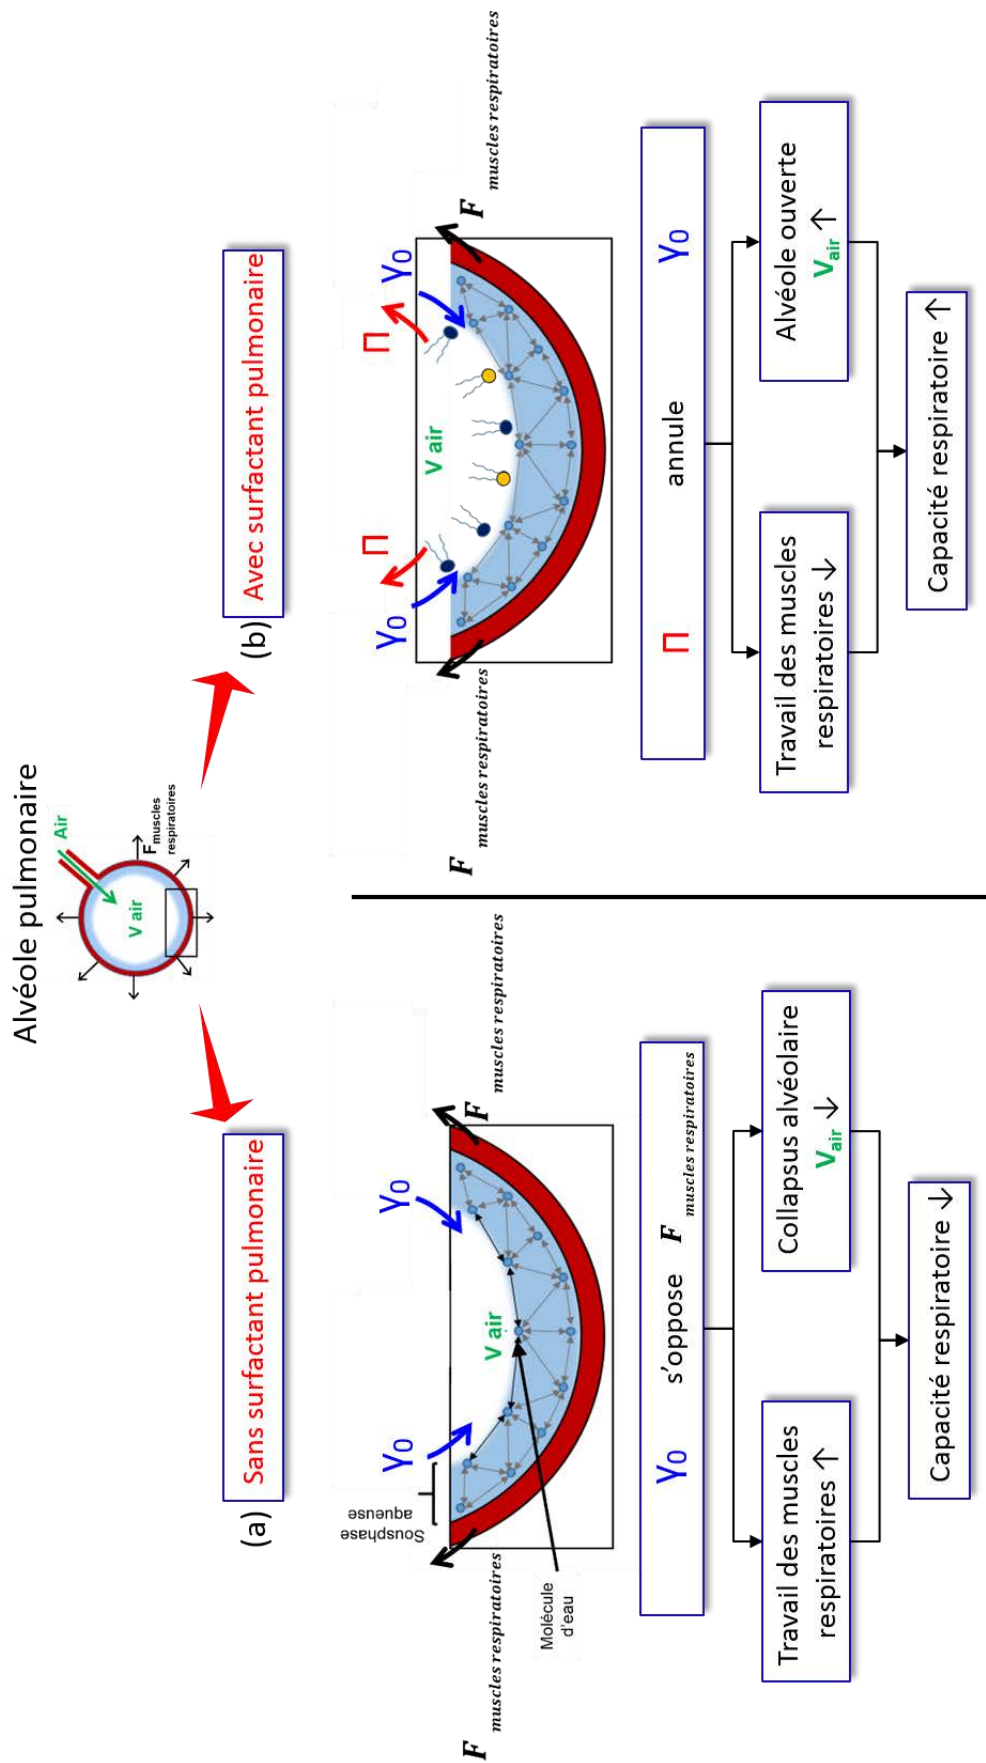 Alvéole pulmonaire
Air
V air
F muscles
respiratoires
(a) Sans surfactant pulmonaire
Sousphase
aqueuse
γ0
γ0
V air
F muscles respiratoires
F muscles respiratoires
Molécule
d'eau
γ0 s'oppose F muscles respiratoires
Travail des muscles
respiratoires ↑
Collapsus alvéolaire
Vair ↓
Capacité respiratoire ↓
(b) Avec surfactant pulmonaire
Π
Π
γ0
γ0
V air
F muscles respiratoires
F muscles respiratoires
Π annule γ0
Travail des muscles
respiratoires ↓
Alvéole ouverte
Vair ↑
Capacité respiratoire ↑